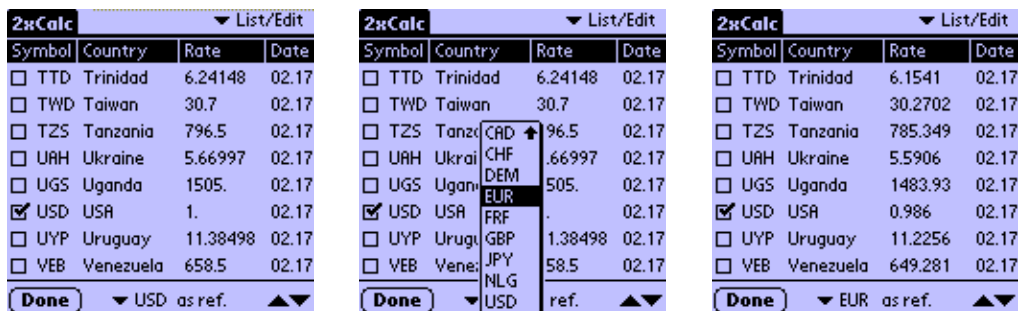 2xCalc List/Edit
Symbol Country Rate Date
TTD Trinidad 6.24148 02.17
TWD Taiwan 30.7 02.17
TZS Tanzania 796.5 02.17
UAH Ukraine 5.66997 02.17
UGS Uganda 1505. 02.17
USD USA 1. 02.17
UYP Uruguay 11.38498 02.17
VEB Venezuela 658.5 02.17
Done USD as ref.
2xCalc List/Edit
Symbol Country Rate Date
TTD Trinidad 6.24148 02.17
TWD Taiwan 30.7 02.17
TZS Tanza 96.5 02.17
UAH Ukrai .66997 02.17
UGS Ugan 505. 02.17
USD USA . 02.17
UYP Urugu 1.38498 02.17
VEB Venez 58.5 02.17
Done ref.
CAD
CHF
DEM
EUR
FRF
GBP
JPY
NLG
USD
2xCalc List/Edit
Symbol Country Rate Date
TTD Trinidad 6.1541 02.17
TWD Taiwan 30.2702 02.17
TZS Tanzania 785.349 02.17
UAH Ukraine 5.5906 02.17
UGS Uganda 1483.93 02.17
USD USA 0.986 02.17
UYP Uruguay 11.2256 02.17
VEB Venezuela 649.281 02.17
Done EUR as ref.